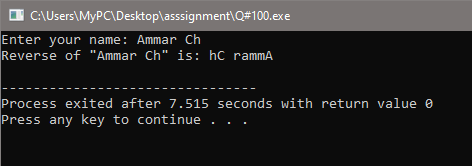 C:\Users\MyPC\Desktop\asssignment\Q#100.exe
Enter your name: Ammar Ch
Reverse of "Ammar Ch" is: hC rammA
--------------------------------
Process exited after 7.515 seconds with return value 0
Press any key to continue . . .